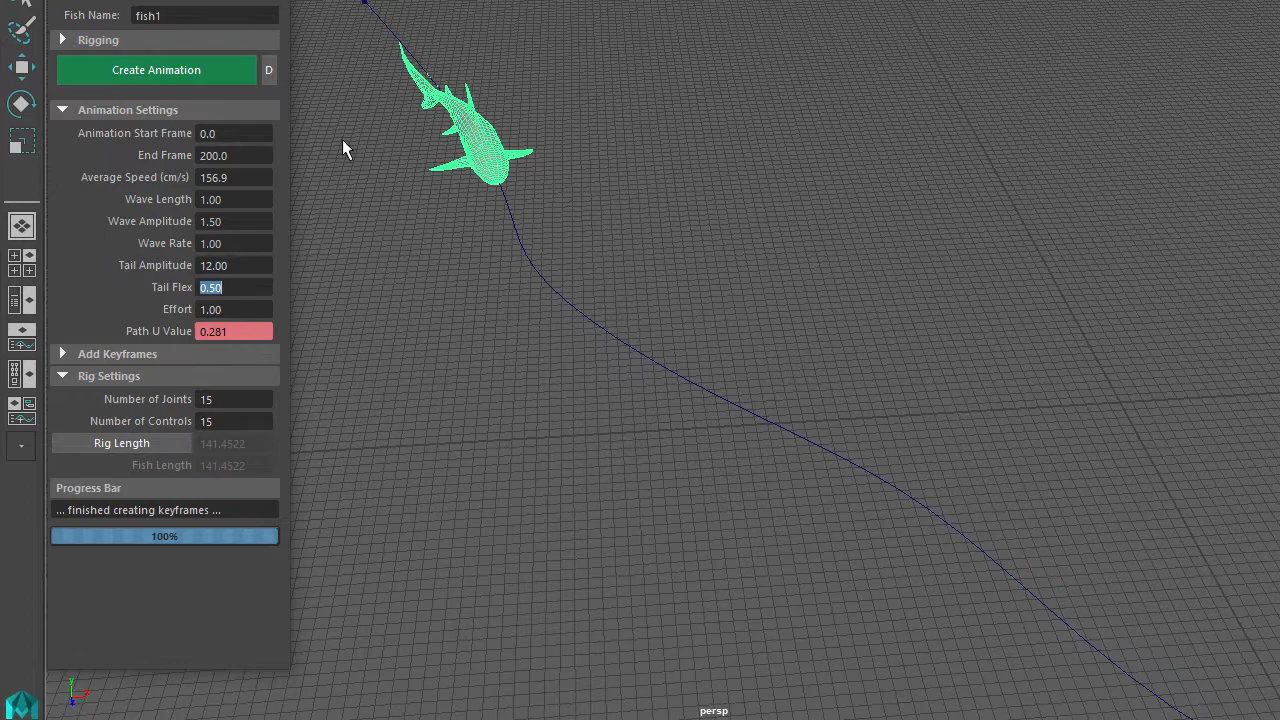 Fish Name: fish1
Rigging
Create Animation D
Animation Settings
Animation Start Frame 0.0
End Frame 200.0
Average Speed (cm/s) 156.9
Wave Length 1.00
Wave Amplitude 1.50
Wave Rate 1.00
Tail Amplitude 12.00
Tail Flex 0.50
Effort 1.00
Path U Value 0.281
Add Keyframes
Rig Settings
Number of Joints 15
Number of Controls 15
Rig Length 141.4522
Fish Length 141.4522
Progress Bar
... finished creating keyframes ...
100%
y
persp